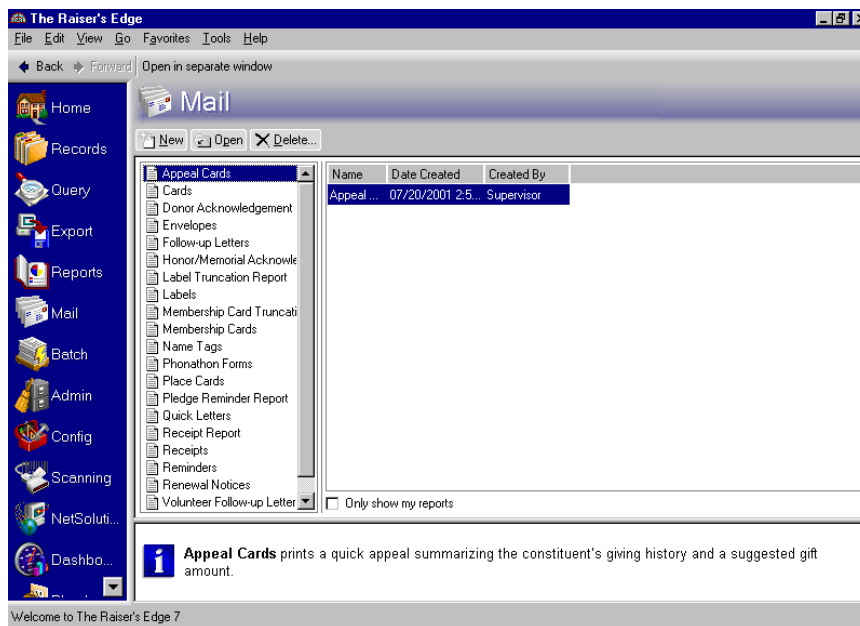 The Raiser's Edge
File Edit View Go Favorites Tools Help
Back Forward Open in separate window
Mail
New Open Delete...
Home
Records
Query
Export
Reports
Mail
Batch
Admin
Config
Scanning
NetSoluti...
Dashbo...
Appeal Cards
Cards
Donor Acknowledgement
Envelopes
Follow-up Letters
Honor/Memorial Acknowle
Label Truncation Report
Labels
Membership Card Truncati
Membership Cards
Name Tags
Phonathon Forms
Place Cards
Pledge Reminder Report
Quick Letters
Receipt Report
Receipts
Reminders
Renewal Notices
Volunteer Follow-up Letter
Name Date Created Created By
Appeal ... 07/20/2001 2:5... Supervisor
Only show my reports
Appeal Cards prints a quick appeal summarizing the constituent's giving history and a suggested gift
amount.
Welcome to The Raiser's Edge 7